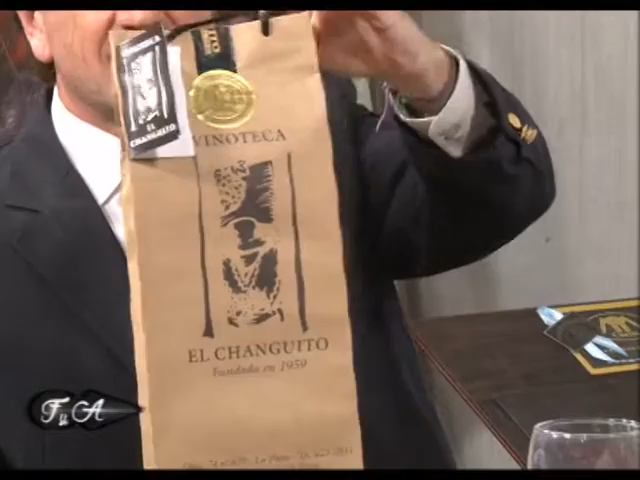 EL
CHANGUITO
VINOTECA
EL CHANGUITO
Fundada en 1959
F y A